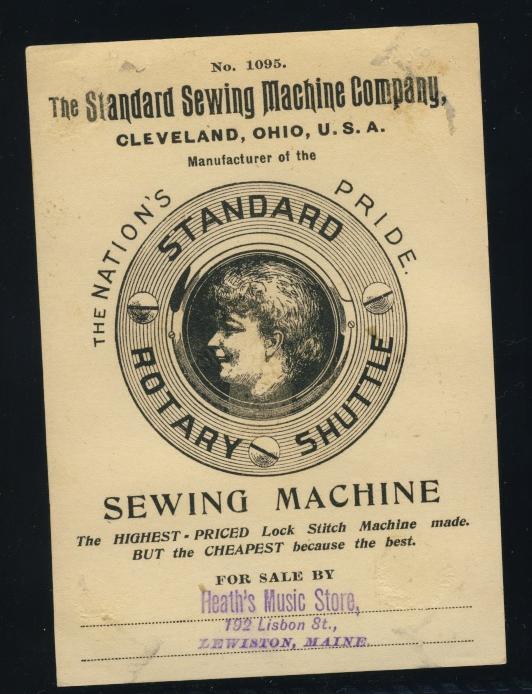 No. 1095.
The Standard Sewing Machine Company,
CLEVELAND, OHIO, U. S. A.
Manufacturer of the
THE NATION'S PRIDE.
STANDARD
ROTARY SHUTTLE
SEWING MACHINE
The HIGHEST - PRICED Lock Stitch Machine made.
BUT the CHEAPEST because the best.
FOR SALE BY
Heath's Music Store,
192 Lisbon St.,
LEWISTON, MAINE.